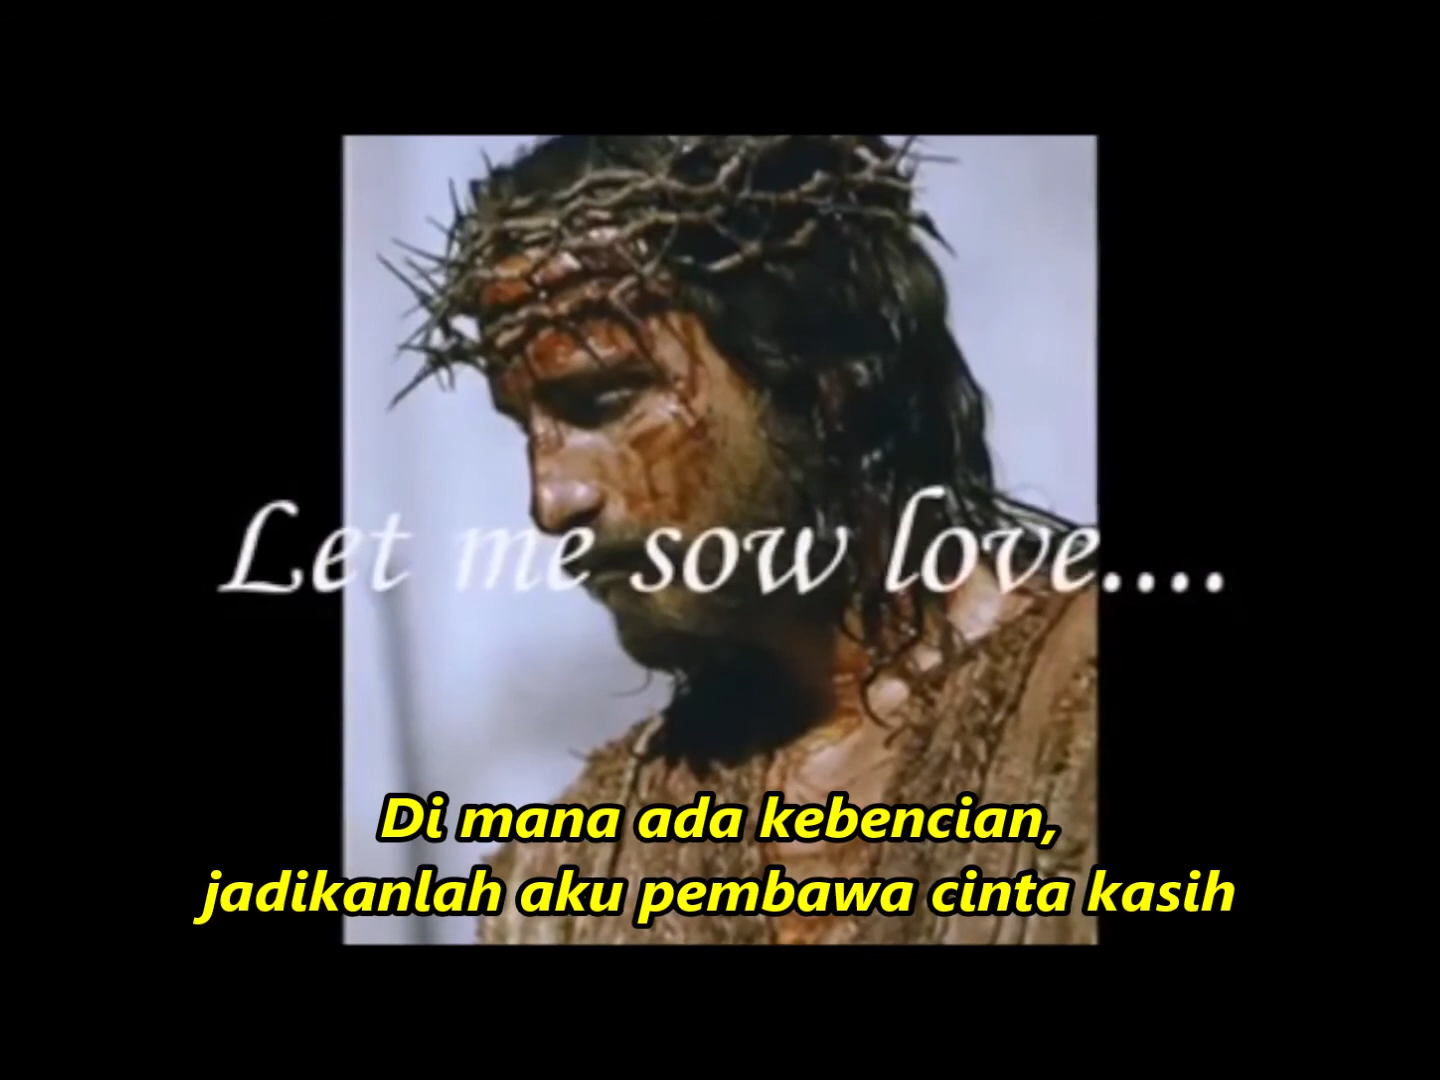 Let me sow love....
Di mana ada kebencian,
jadikanlah aku pembawa cinta kasih